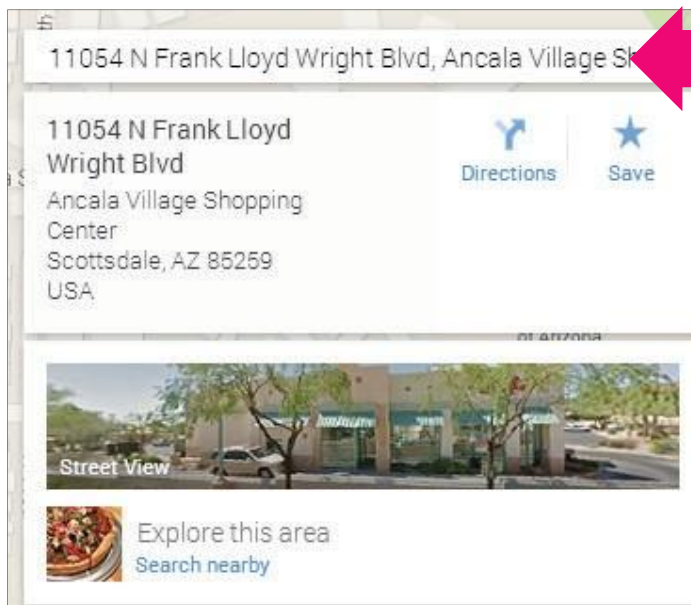 11054 N Frank Lloyd Wright Blvd, Ancala Village Sh
11054 N Frank Lloyd
Wright Blvd
Directions
Save
Ancala Village Shopping
Center
Scottsdale, AZ 85259
USA
of Arizona
Street View
Explore this area
Search nearby